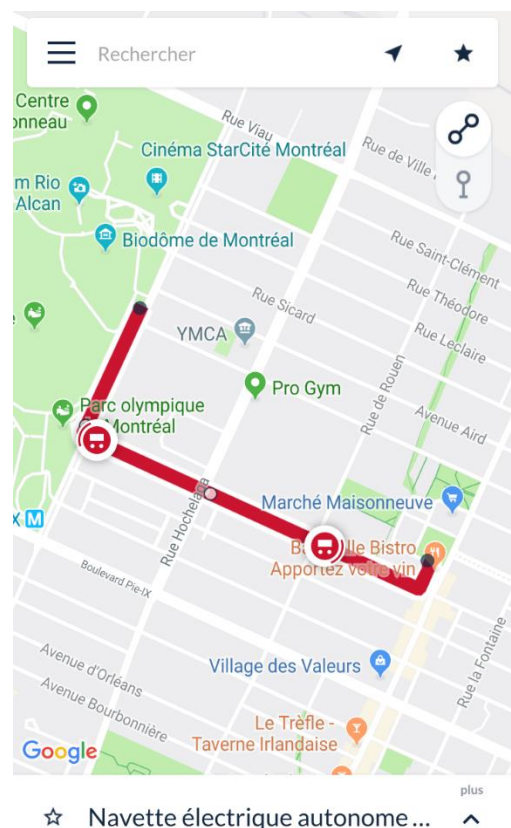 Rechercher
Centre
onneau
Rue Viau
Cinéma StarCité Montréal
Rue de Ville
m Rio
Alcan
Biodôme de Montréal
Rue Saint-Clément
Rue Théodore
Rue Sicard
YMCA
Rue Leclaire
Pro Gym
Rue de Rouen
Avenue Aird
Parc olympique
Montréal
Marché Maisonneuve
Rue Hochelaga
M
lle Bistro
Apportez votre vin
Boulevard Pie-IX
Rue la Fontaine
Avenue d'Orléans
Village des Valeurs
Avenue Bourbonnière
Le Trèfle -
Taverne Irlandaise
Google
plus
Navette électrique autonome ...